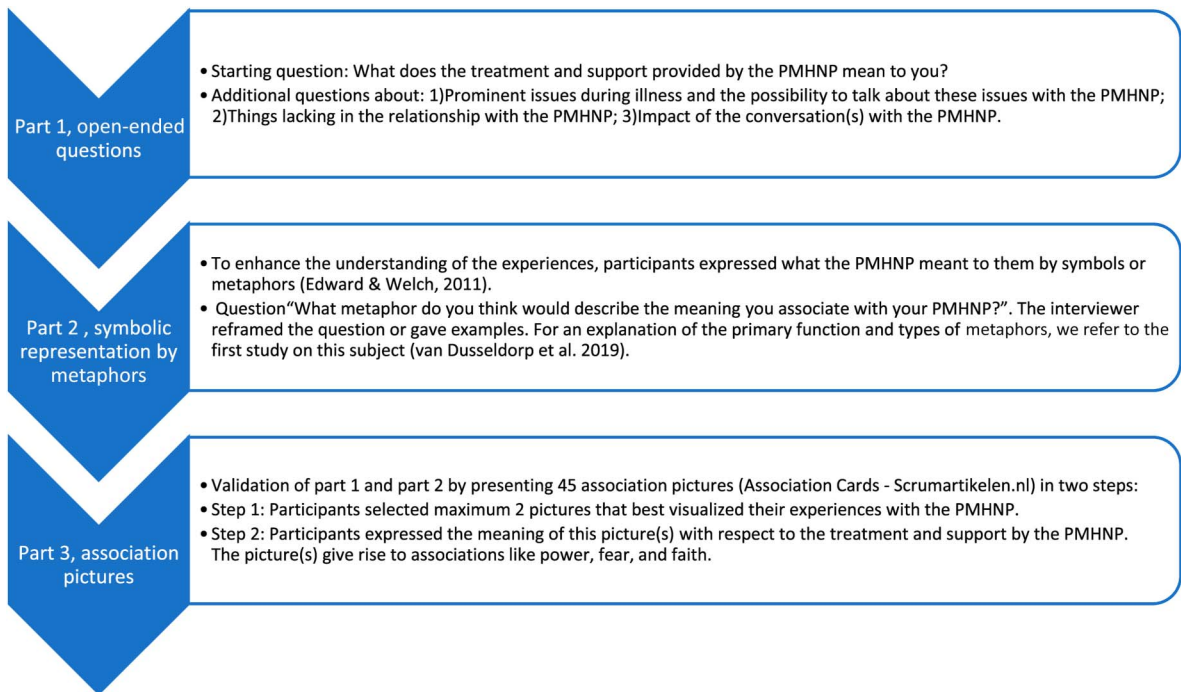 Part 1, open-ended
questions
• Starting question: What does the treatment and support provided by the PMHNP mean to you?
• Additional questions about: 1)Prominent issues during illness and the possibility to talk about these issues with the PMHNP;
2)Things lacking in the relationship with the PMHNP; 3)Impact of the conversation(s) with the PMHNP.
Part 2 , symbolic
representation by
metaphors
• To enhance the understanding of the experiences, participants expressed what the PMHNP meant to them by symbols or
metaphors (Edward & Welch, 2011).
• Question“What metaphor do you think would describe the meaning you associate with your PMHNP?”. The interviewer
reframed the question or gave examples. For an explanation of the primary function and types of metaphors, we refer to the
first study on this subject (van Dusseldorp et al. 2019).
Part 3, association
pictures
• Validation of part 1 and part 2 by presenting 45 association pictures (Association Cards - Scrumartikelen.nl) in two steps:
• Step 1: Participants selected maximum 2 pictures that best visualized their experiences with the PMHNP.
• Step 2: Participants expressed the meaning of this picture(s) with respect to the treatment and support by the PMHNP.
The picture(s) give rise to associations like power, fear, and faith.